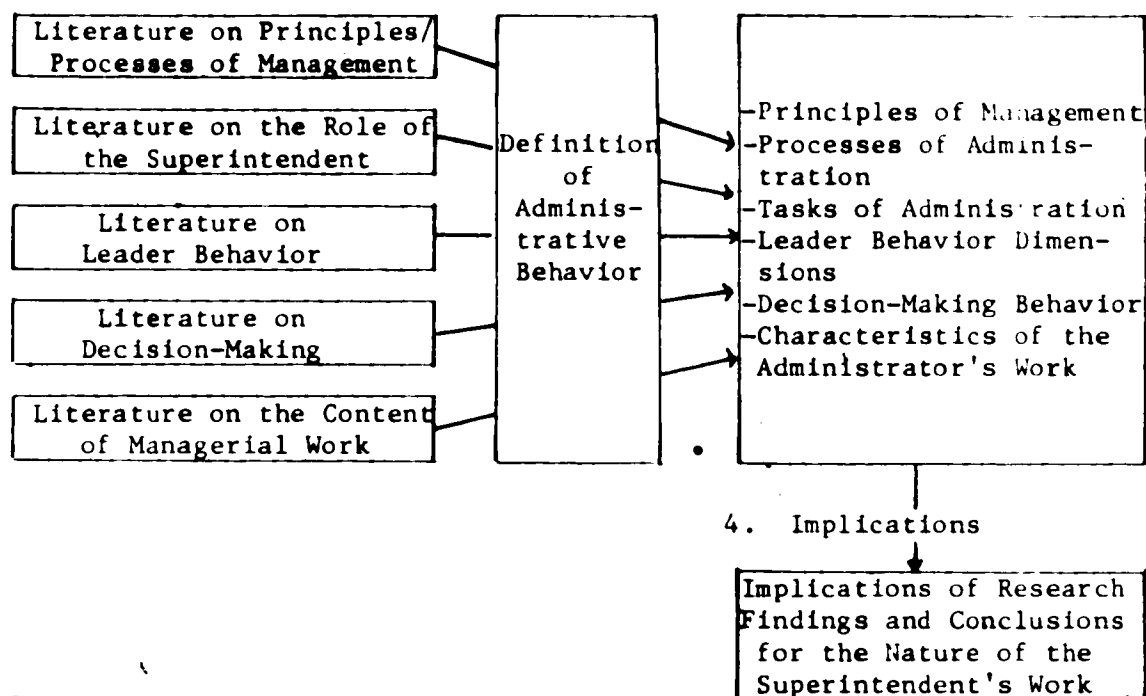 Literature on Principles/
Processes of Management
Literature on the Role of
the Superintendent
Literature on
Leader Behavior
Literature on
Decision-Making
Literature on the Content
of Managerial Work
Definition
of
Adminis-
trative
Behavior
-Principles of Management
-Processes of Adminis-
tration
-Tasks of Administration
-Leader Behavior Dimen-
sions
-Decision-Making Behavior
-Characteristics of the
Administrator's Work
4. Implications
Implications of Research
Findings and Conclusions
for the Nature of the
Superintendent's Work